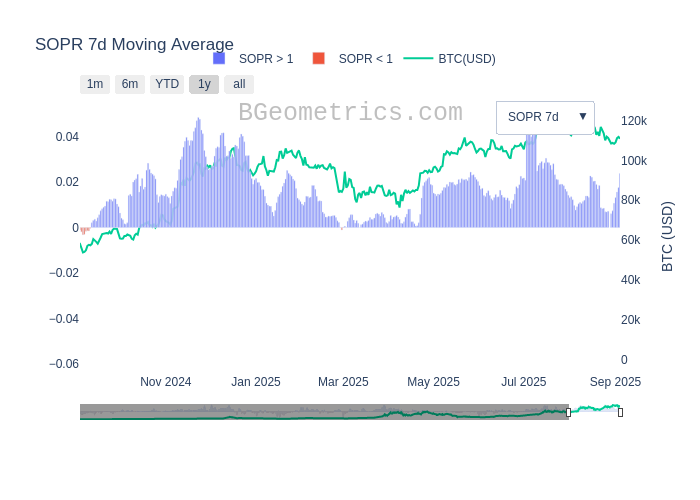 SOPR 7d Moving Average
SOPR > 1
SOPR < 1
BTC(USD)
1m
6m
YTD
1y
all
BGeometrics.com
SOPR 7d ▼
0.04
0.02
0
−0.02
−0.04
−0.06
120k
100k
80k
60k
40k
20k
0
BTC (USD)
Nov 2024
Jan 2025
Mar 2025
May 2025
Jul 2025
Sep 2025